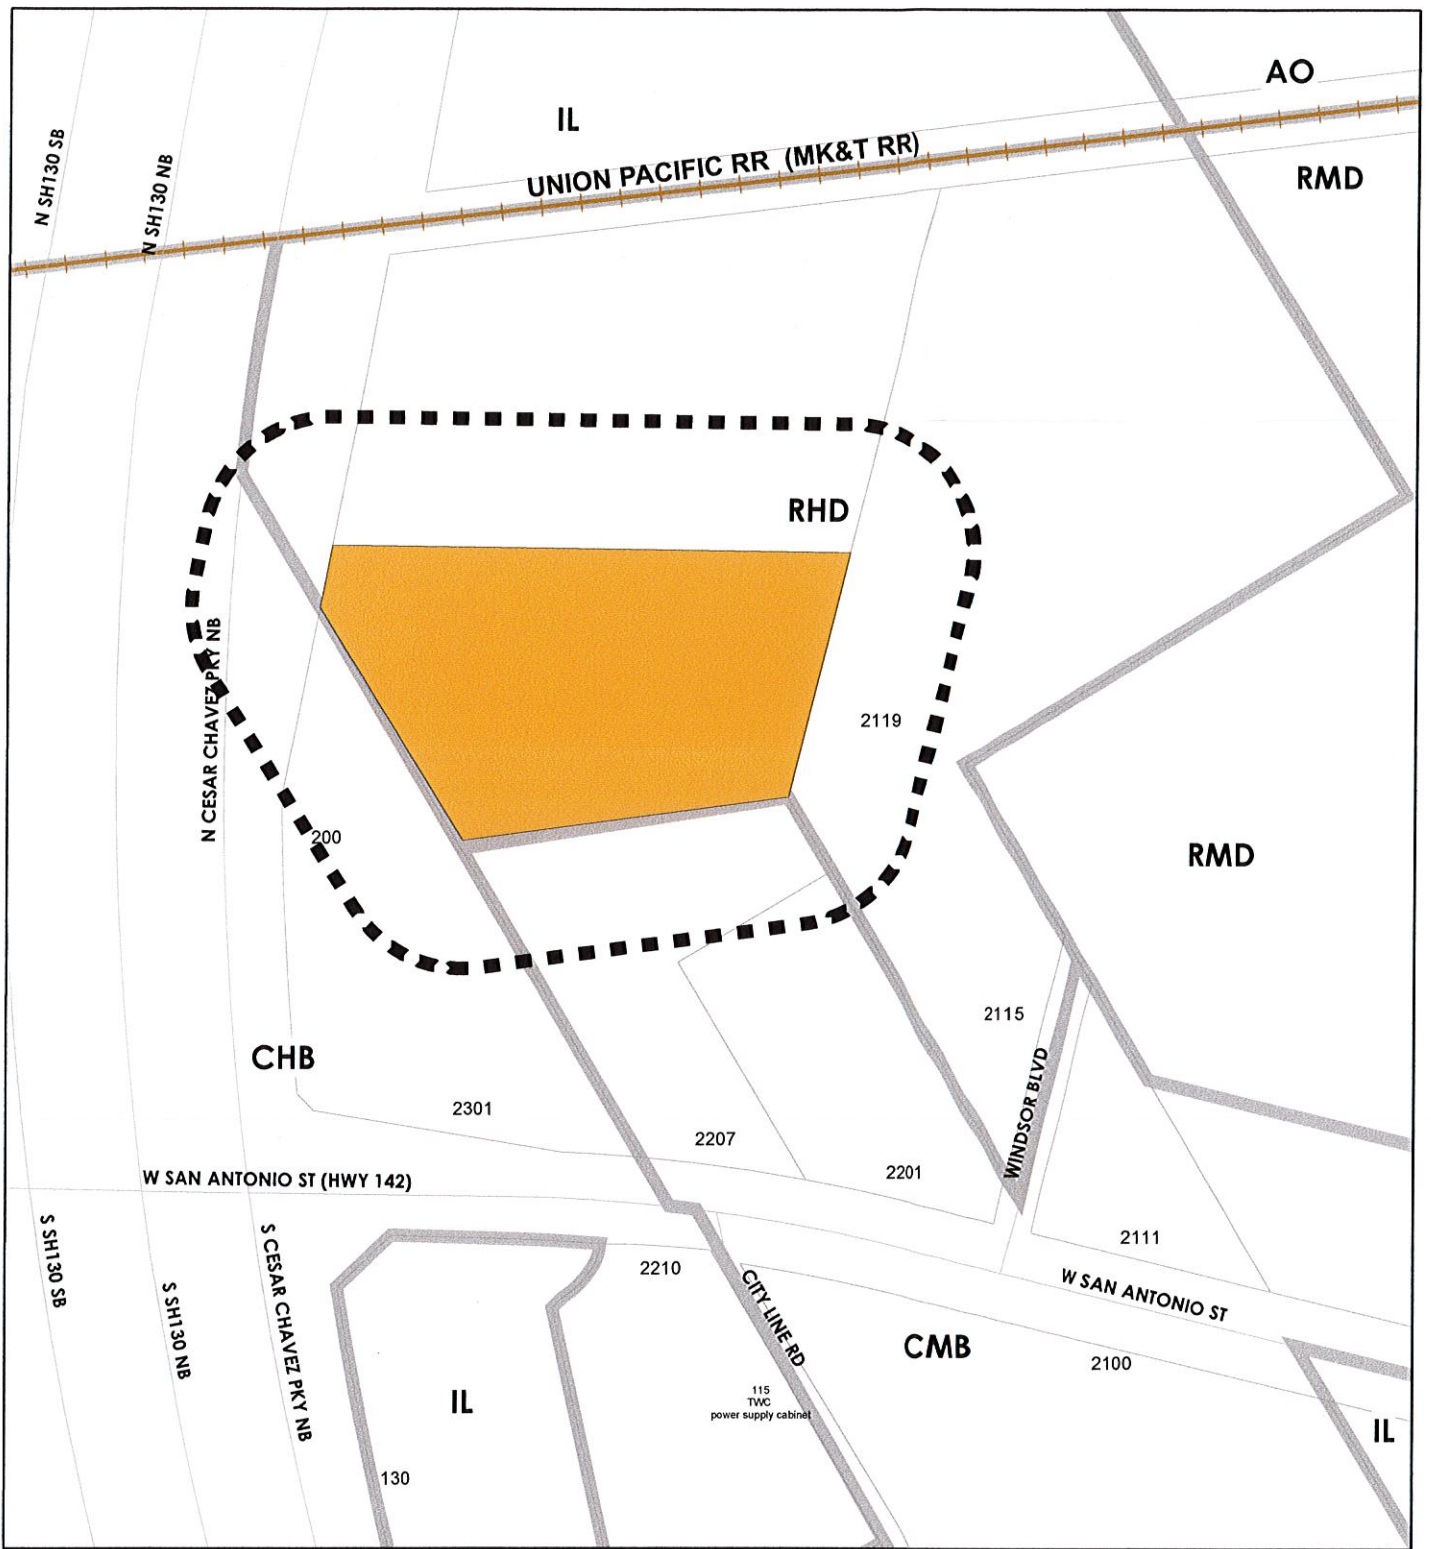 AO
IL
N SH130 SB
N SH130 NB
UNION PACIFIC RR (MK&T RR)
RMD
RHD
N CESAR CHAVEZ PKY NB
2119
200
RMD
2115
CHB
WINDSOR BLVD
2301
2207
2201
W SAN ANTONIO ST (HWY 142)
S SH130 SB
S SH130 NB
S CESAR CHAVEZ PKY NB
2111
2210
CITY LINE RD
W SAN ANTONIO ST
CMB
2100
115
TWC
power supply cabinet
IL
IL
130